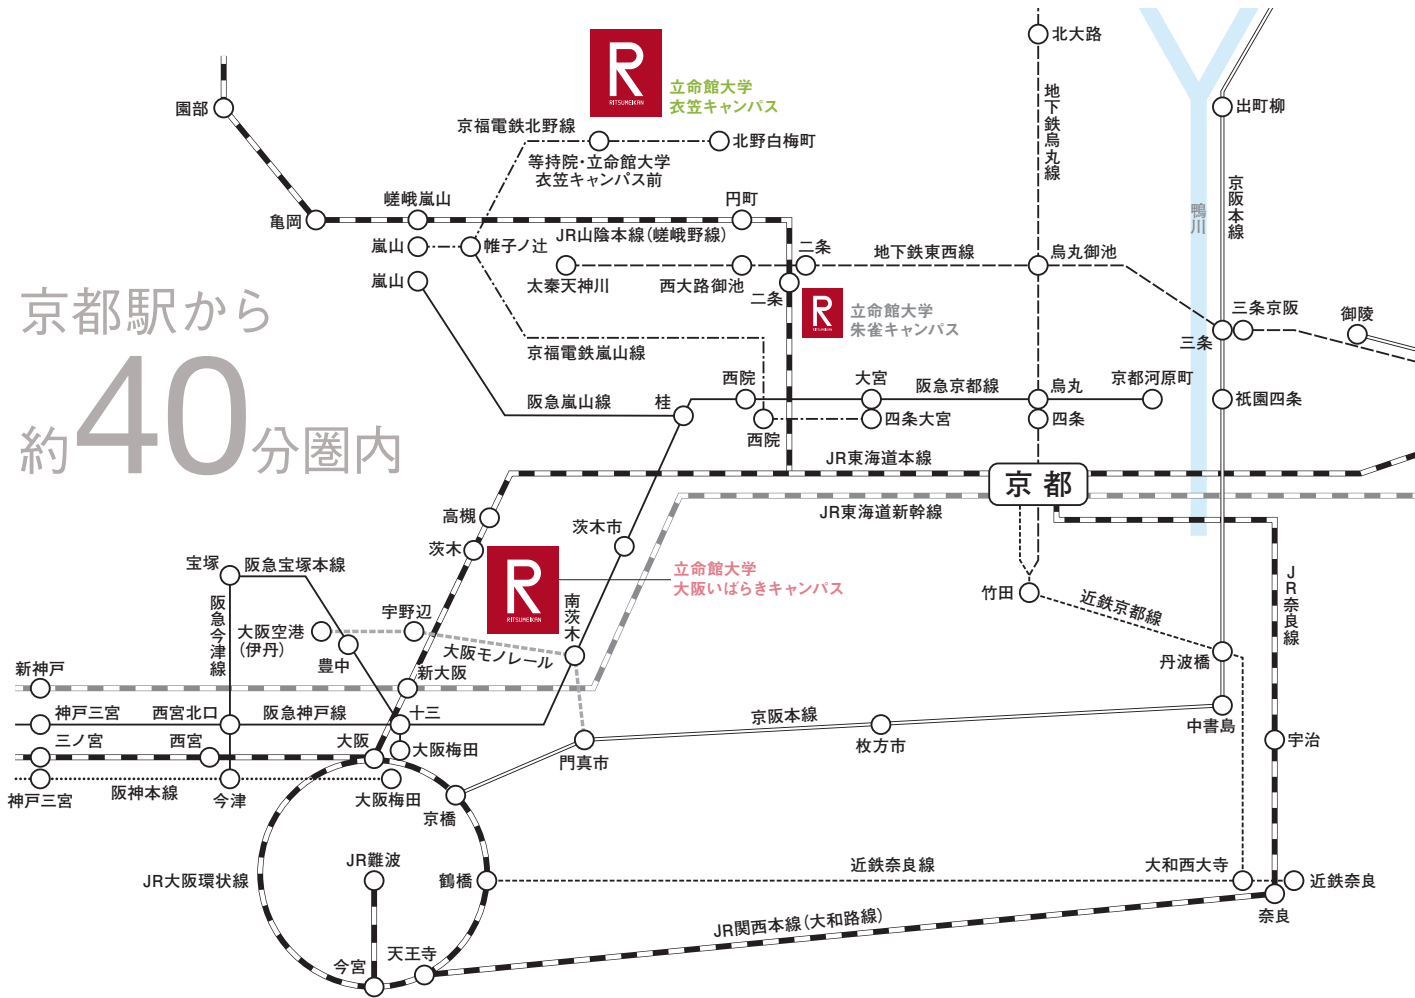 北大路
R
RITSUMEIKAN
立命館大学
衣笠キャンパス
園部
出町柳
地下鉄烏丸線
京福電鉄北野線
北野白梅町
等持院・立命館大学
衣笠キャンパス前
京阪本線
鴨川
嵯峨嵐山
円町
亀岡
JR山陰本線(嵯峨野線)
嵐山
帷子ノ辻
二条
地下鉄東西線
烏丸御池
嵐山
太秦天神川
西大路御池
二条
京都駅から
約40分圏内
R
RITSUMEIKAN
立命館大学
朱雀キャンパス
三条京阪
御陵
三条
京福電鉄嵐山線
西院
大宮
阪急京都線
烏丸
京都河原町
阪急嵐山線
桂
祇園四条
西院
四条大宮
四条
JR東海道本線
京都
高槻
茨木市
JR東海道新幹線
茨木
宝塚
阪急宝塚本線
R
RITSUMEIKAN
立命館大学
大阪いばらきキャンパス
JR奈良線
竹田
近鉄京都線
阪急今津線
宇野辺
南茨木
大阪空港
(伊丹)
豊中
大阪モノレール
丹波橋
新神戸
新大阪
神戸三宮
西宮北口
阪急神戸線
十三
京阪本線
中書島
三ノ宮
西宮
大阪
大阪梅田
枚方市
宇治
門真市
神戸三宮
阪神本線
今津
大阪梅田
京橋
JR難波
JR大阪環状線
鶴橋
近鉄奈良線
大和西大寺
近鉄奈良
奈良
JR関西本線(大和路線)
天王寺
今宮